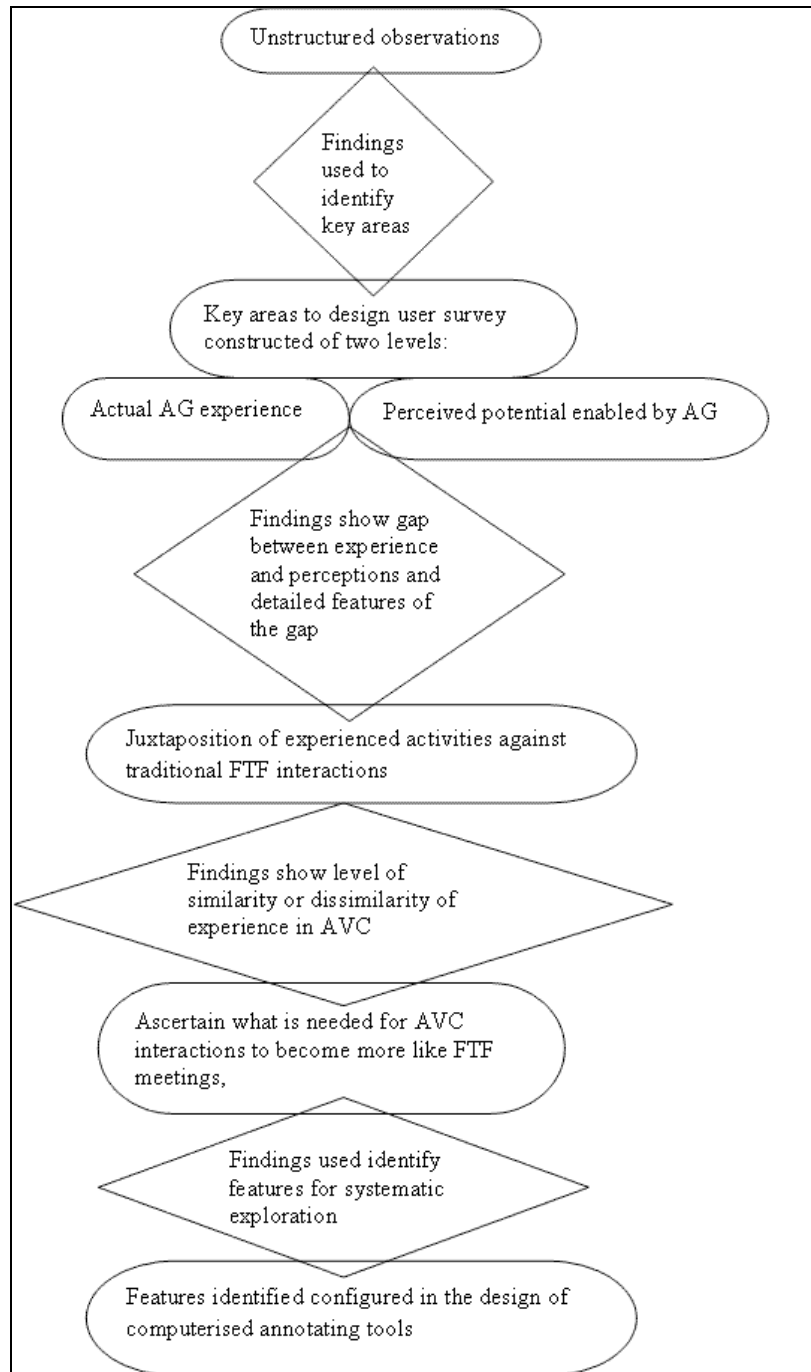 Unstructured observations
Findings
used to
identify
key areas
Key areas to design user survey
constructed of two levels:
Actual AG experience
Perceived potential enabled by AG
Findings show gap
between experience
and perceptions and
detailed features of
the gap
Juxtaposition of experienced activities against
traditional FTF interactions
Findings show level of
similarity or dissimilarity of
experience in AVC
Ascertain what is needed for AVC
interactions to become more like FTF
meetings,
Findings used identify
features for systematic
exploration
Features identified configured in the design of
computerised annotating tools